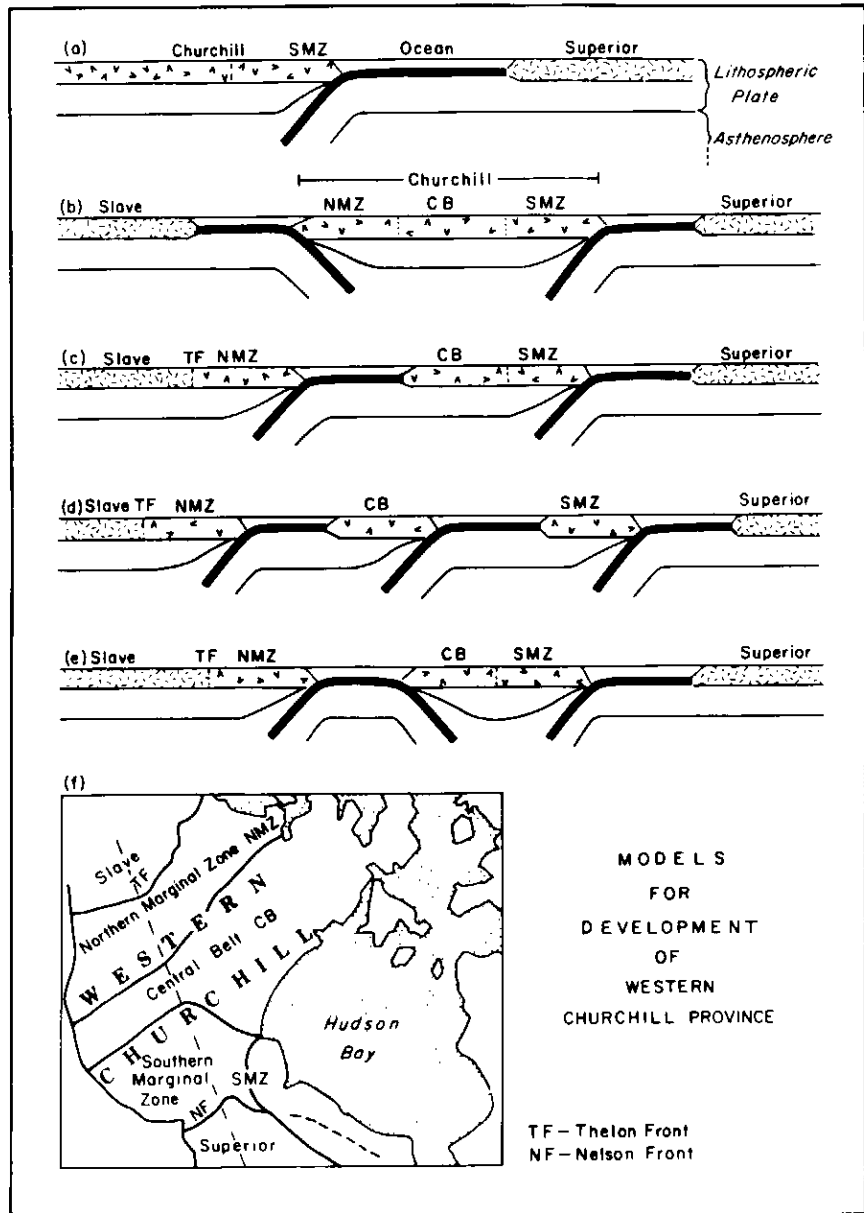 (a) Churchill SMZ Ocean Superior
Lithospheric
Plate
Asthenosphere
Churchill
(b) Slave NMZ CB SMZ Superior
(c) Slave TF NMZ CB SMZ Superior
(d) Slave TF NMZ CB SMZ Superior
(e) Slave TF NMZ CB SMZ Superior
(f)
Slave
TF
Northern Marginal Zone NMZ
WESTERN
Central Belt CB
CHURCHILL
Southern
Marginal
Zone
SMZ
NF
Superior
Hudson
Bay
MODELS
FOR
DEVELOPMENT
OF
WESTERN
CHURCHILL PROVINCE
TF – Thelon Front
NF – Nelson Front